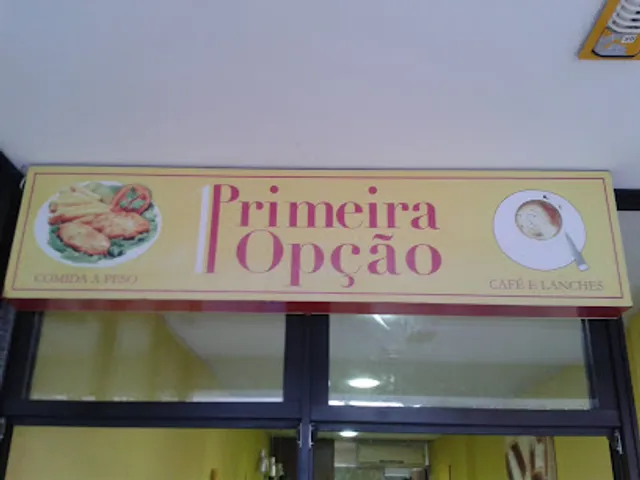 Primeira
Opção
COMIDA A PESO
CAFÉ E LANCHES